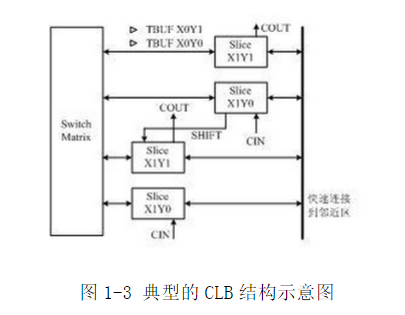 COUT
TBUF X0Y1
TBUF X0Y0
Slice
X1Y1
Slice
X1Y0
COUT
Switch
Matrix
SHIFT
CIN
Slice
X1Y1
Slice
X1Y0
快速连接
到邻近区
CIN
图 1-3 典型的 CLB 结构示意图